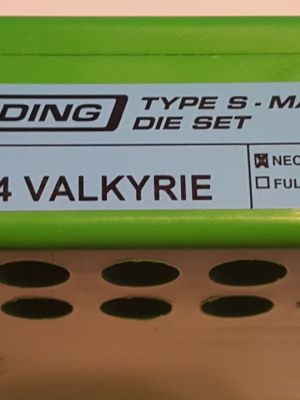 DING TYPE S - MA
DIE SET
4 VALKYRIE
☒ NEC
☐ FUL